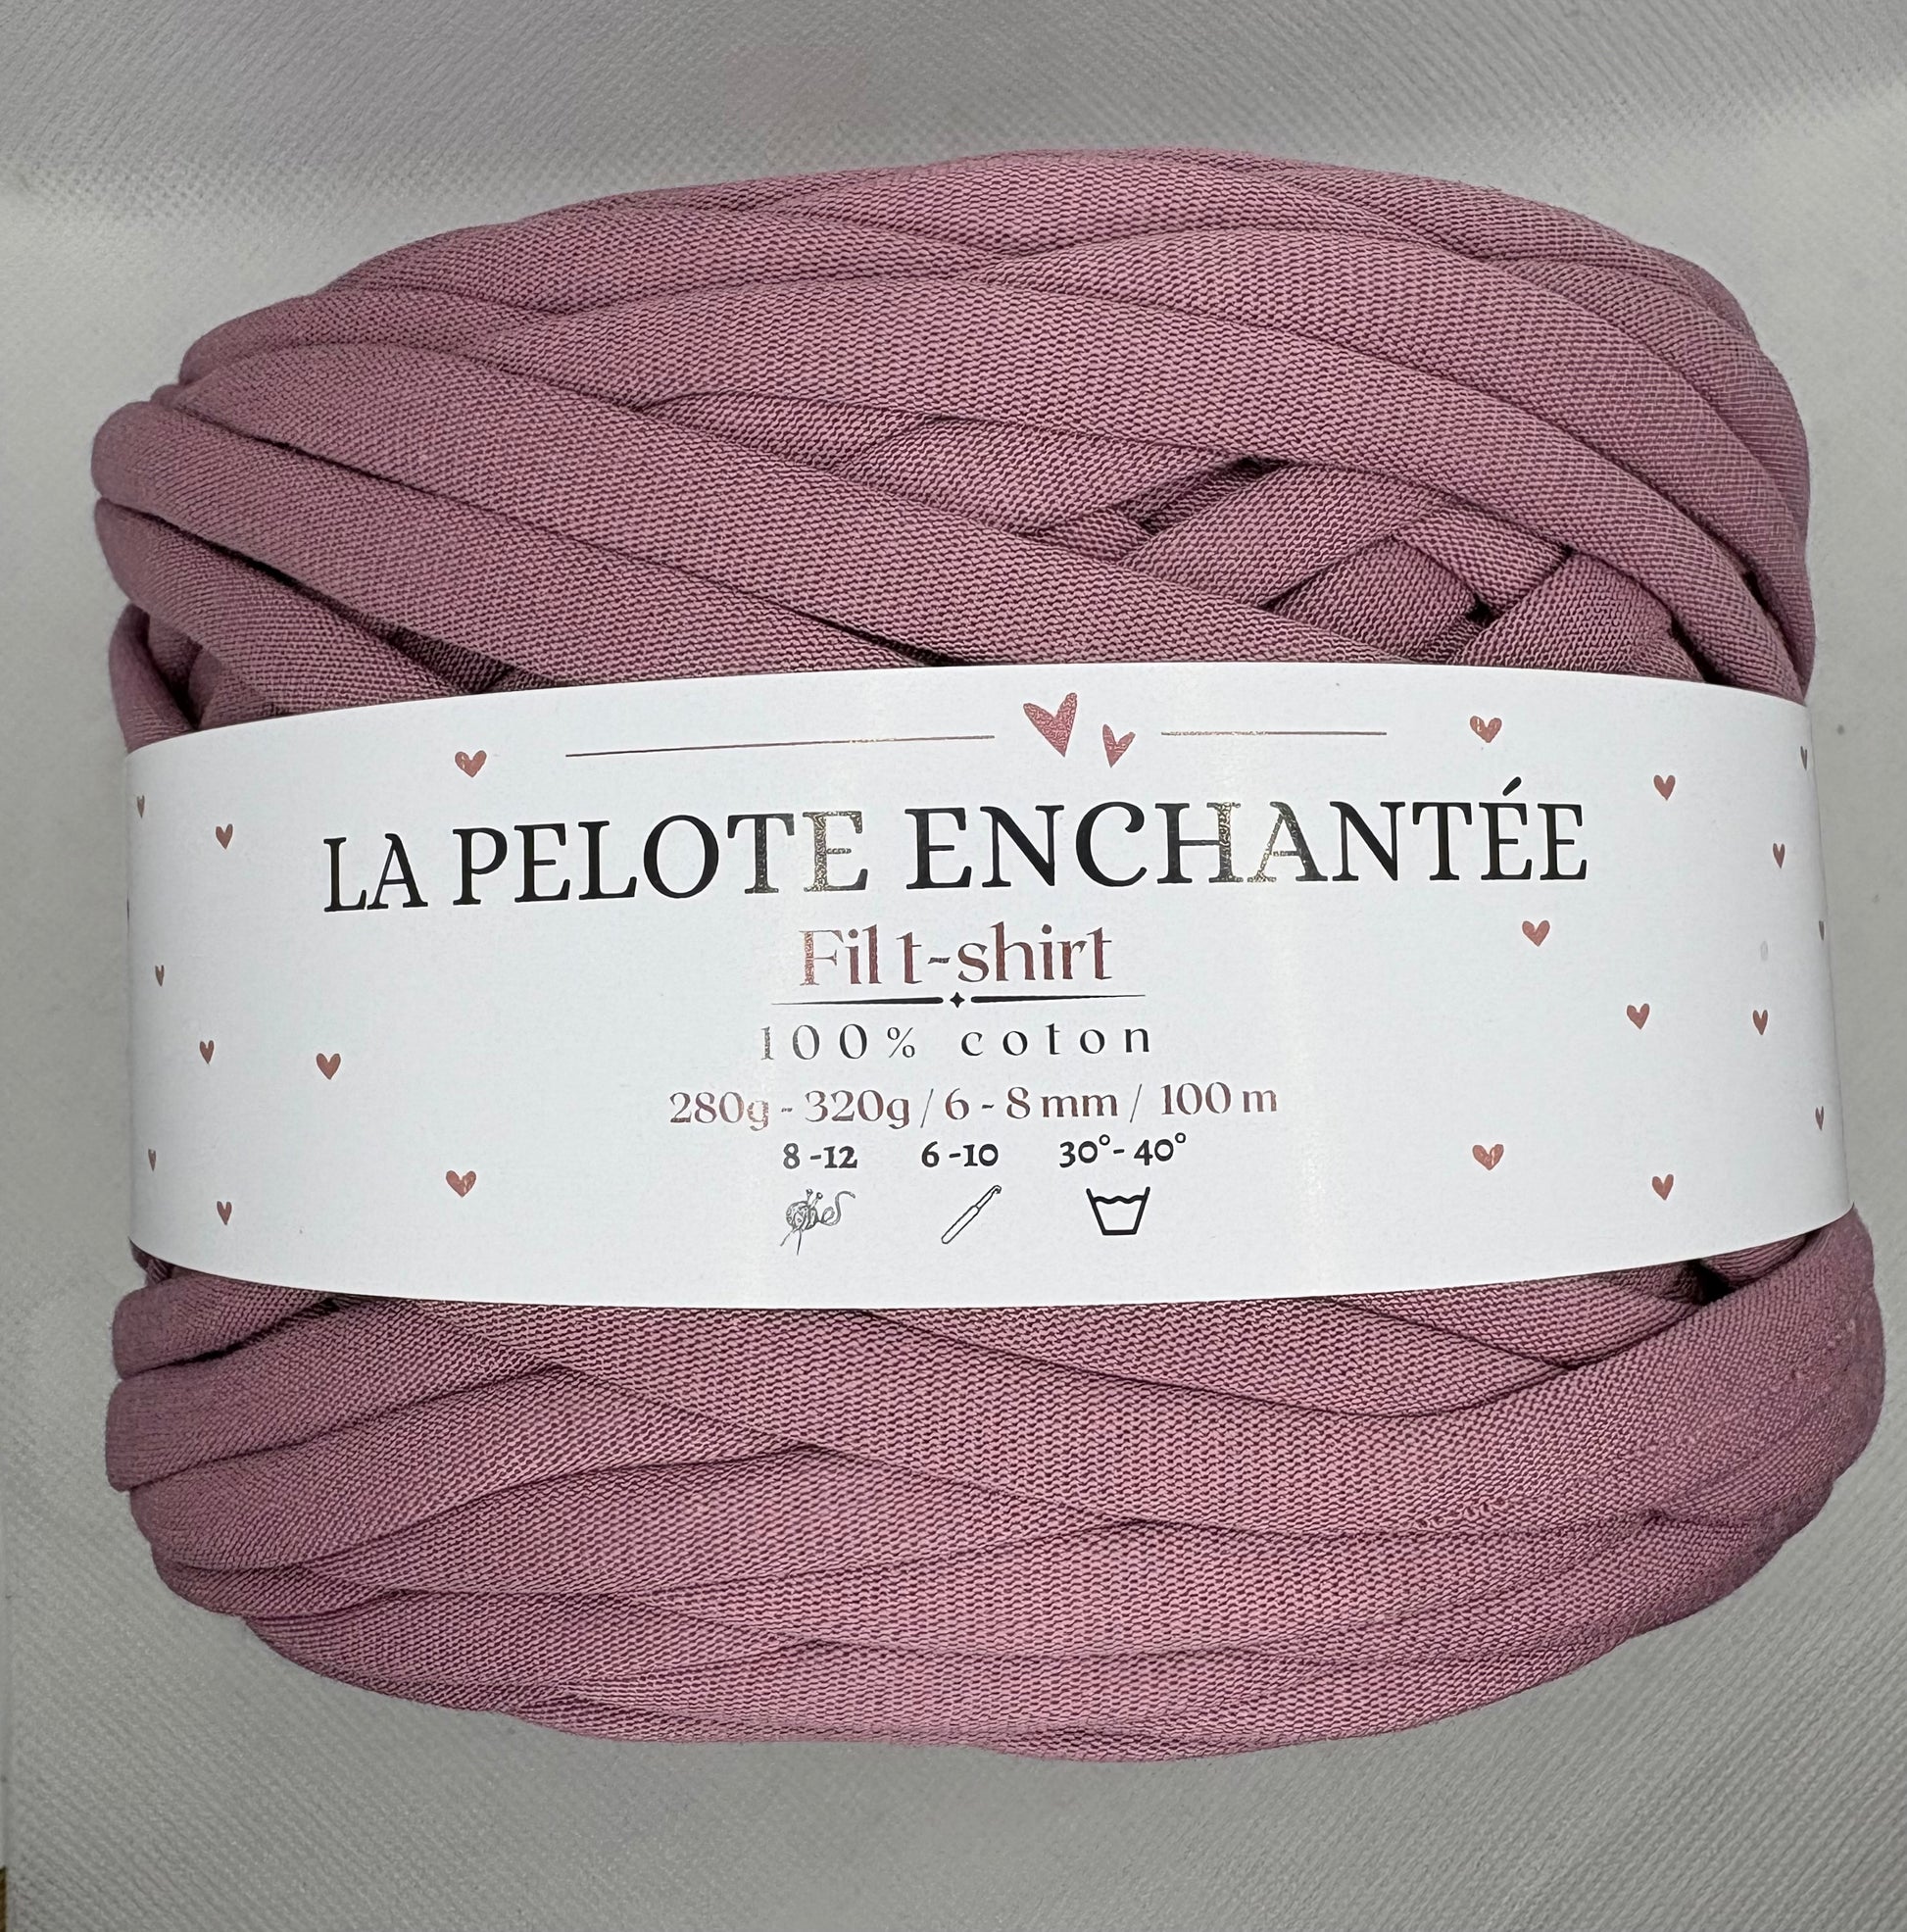 LA PELOTE ENCHANTÉE
Fil t-shirt
100% coton
280g - 320g / 6 - 8 mm / 100 m
8 -12 6 -10 30°- 40°